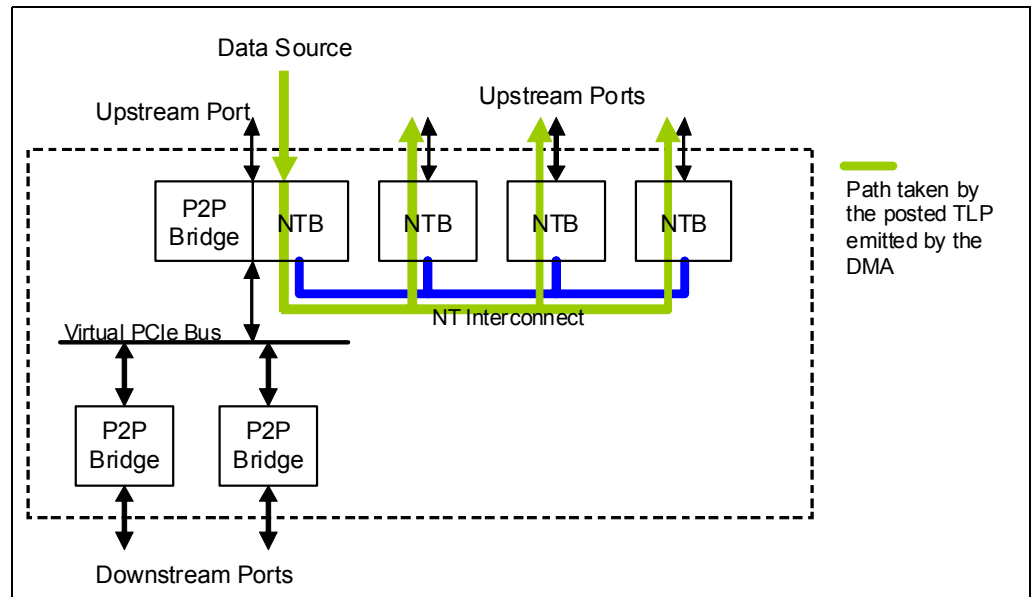 Data Source
Upstream Port
Upstream Ports
P2P
Bridge
NTB
NTB
NTB
NTB
Path taken by
the posted TLP
emitted by the
DMA
NT Interconnect
Virtual PCIe Bus
P2P
Bridge
P2P
Bridge
Downstream Ports